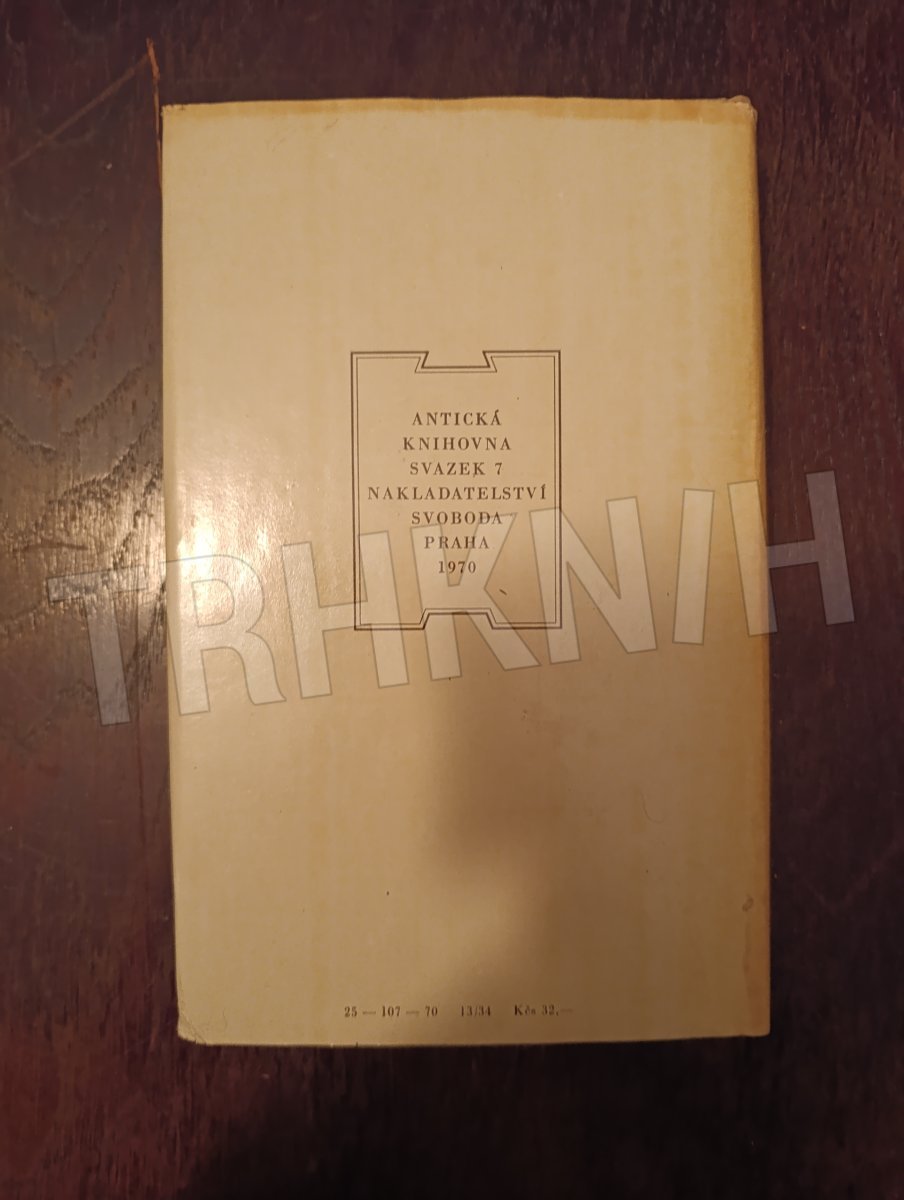 ANTICKÁ
KNIHOVNA
SVAZEK 7
NAKLADATELSTVÍ
SVOBODA
PRAHA
1970
TRHKNIH
25 — 107 — 70 13/34 Kčs 32,—